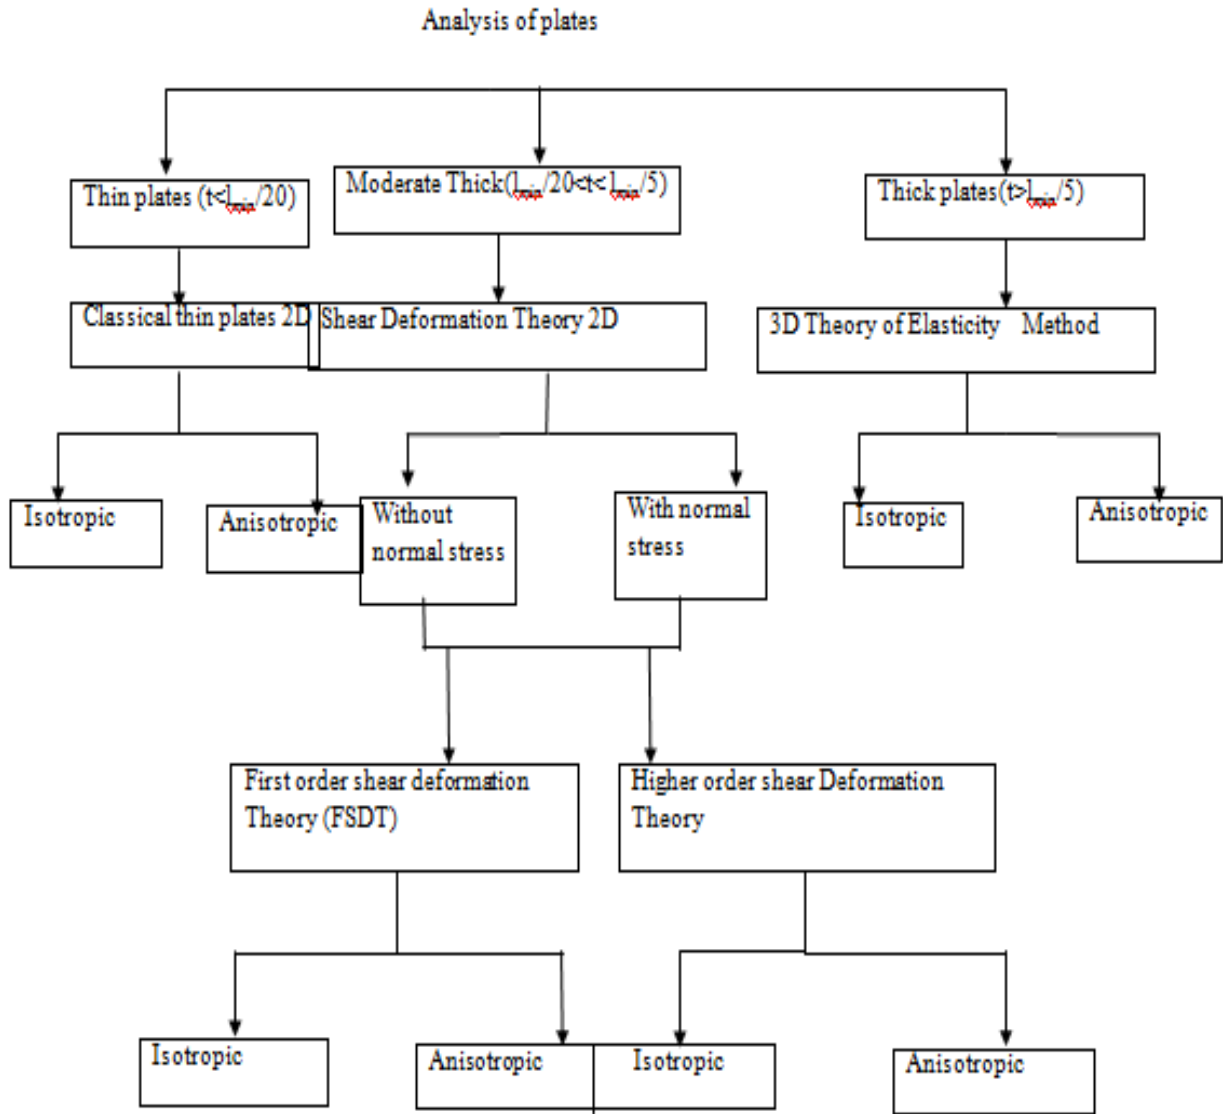 Analysis of plates
Thin plates (t<lmin/20)
Moderate Thick(lmin/20<t< lmin/5)
Thick plates(t>lmin/5)
Classical thin plates 2D
Shear Deformation Theory 2D
3D Theory of Elasticity Method
Isotropic
Anisotropic
Without
normal stress
With normal
stress
Isotropic
Anisotropic
First order shear deformation
Theory (FSDT)
Higher order shear Deformation
Theory
Isotropic
Anisotropic
Isotropic
Anisotropic